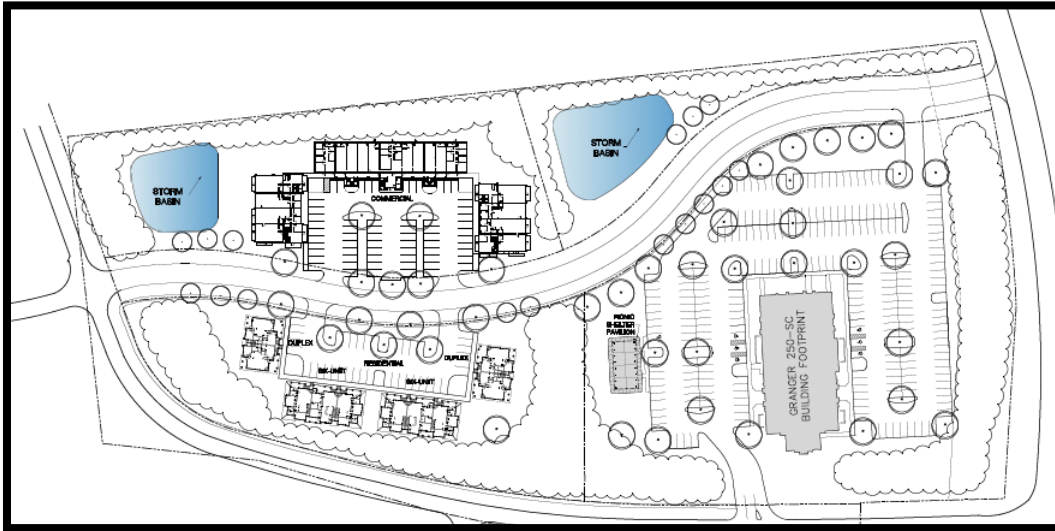 STORM
BASIN
STORM
BASIN
COMMERCIAL
PICNIC
SHELTER
PAVILION
DUPLEX
RESIDENTIAL
DUPLEX
SIX-UNIT
SIX-UNIT
GRANGER 250-SC
BUILDING FOOTPRINT